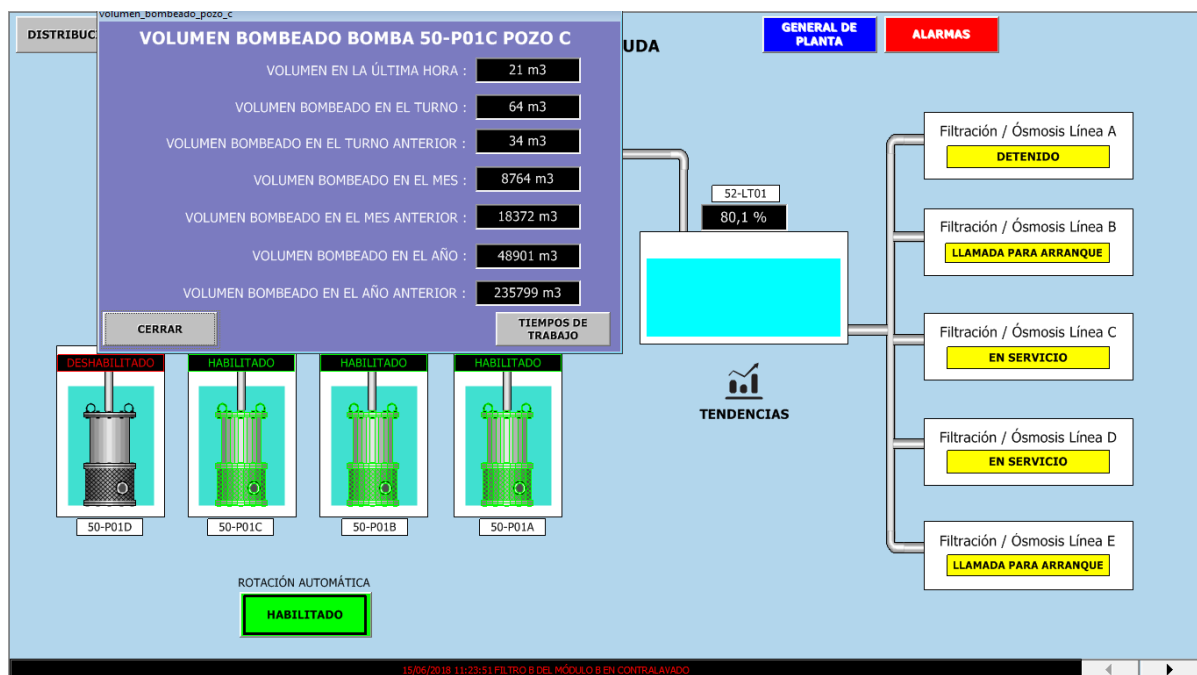 volumen_bombeado_pozo_c
DISTRIBUC
VOLUMEN BOMBEADO BOMBA 50-P01C POZO C
UDA
GENERAL DE
PLANTA
ALARMAS
VOLUMEN EN LA ÚLTIMA HORA : 21 m3
VOLUMEN BOMBEADO EN EL TURNO : 64 m3
VOLUMEN BOMBEADO EN EL TURNO ANTERIOR : 34 m3
VOLUMEN BOMBEADO EN EL MES : 8764 m3
VOLUMEN BOMBEADO EN EL MES ANTERIOR : 18372 m3
VOLUMEN BOMBEADO EN EL AÑO : 48901 m3
VOLUMEN BOMBEADO EN EL AÑO ANTERIOR : 235799 m3
CERRAR
TIEMPOS DE
TRABAJO
52-LT01
80,1 %
TENDENCIAS
Filtración / Ósmosis Línea A
DETENIDO
Filtración / Ósmosis Línea B
LLAMADA PARA ARRANQUE
Filtración / Ósmosis Línea C
EN SERVICIO
Filtración / Ósmosis Línea D
EN SERVICIO
Filtración / Ósmosis Línea E
LLAMADA PARA ARRANQUE
DESHABILITADO HABILITADO HABILITADO HABILITADO
50-P01D 50-P01C 50-P01B 50-P01A
ROTACIÓN AUTOMÁTICA
HABILITADO
15/06/2018 11:23:51 FILTRO B DEL MÓDULO B EN CONTRALAVADO